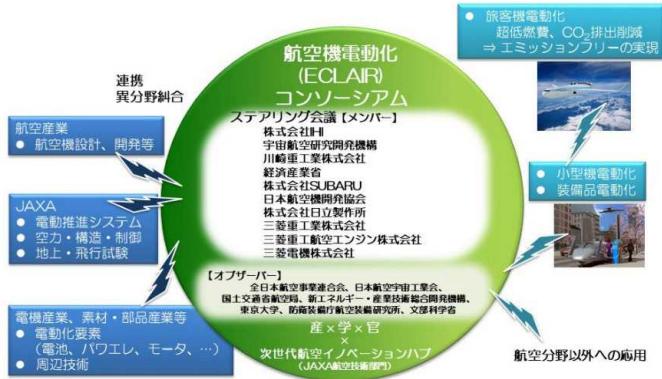 航空機電動化
(ECLAIR)
コンソーシアム
ステアリング会議【メンバー】
株式会社IHI
宇宙航空研究開発機構
川崎重工業株式会社
経済産業省
株式会社SUBARU
日本航空機開発協会
株式会社日立製作所
三菱重工業株式会社
三菱重工航空エンジン株式会社
三菱電機株式会社
【オブザーバー】
全日本航空事業連合会、日本航空宇宙工業会、
国土交通省航空局、新エネルギー・産業技術総合開発機構、
東京大学、防衛装備庁航空装備研究所、文部科学省
産×学×官
×
次世代航空イノベーションハブ
(JAXA航空技術部門)
連携
異分野糾合
航空産業
● 航空機設計、開発等
JAXA
● 電動推進システム
● 空力・構造・制御
● 地上・飛行試験
電機産業、素材・部品産業等
● 電動化要素
(電池、パワエレ、モータ、…)
● 周辺技術
● 旅客機電動化
超低燃費、CO₂排出削減
⇒ エミッションフリーの実現
● 小型機電動化
● 装備品電動化
航空分野以外への応用